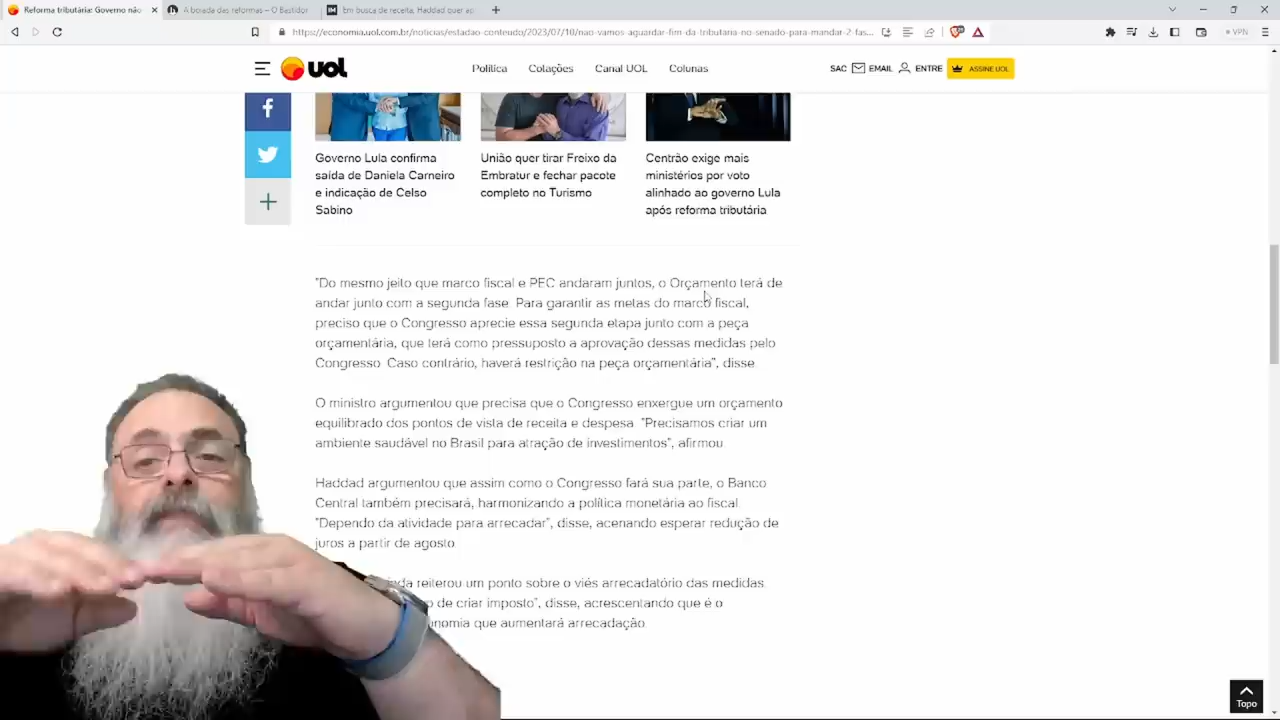 Reforma tributária: Governo não
A boiada das reformas – O Bastidor
Em busca de receita, Haddad quer ap
https://economia.uol.com.br/noticias/estadao-conteudo/2023/07/10/nao-vamos-aguardar-fim-da-tributaria-no-senado-para-mandar-2-fas...
VPN
UOL
Política
Cotações
Canal UOL
Colunas
SAC
EMAIL
ENTRE
ASSINE UOL
Governo Lula confirma
saída de Daniela Carneiro
e indicação de Celso
Sabino
União quer tirar Freixo da
Embratur e fechar pacote
completo no Turismo
Centrão exige mais
ministérios por voto
alinhado ao governo Lula
após reforma tributária
"Do mesmo jeito que marco fiscal e PEC andaram juntos, o Orçamento terá de
andar junto com a segunda fase. Para garantir as metas do marco fiscal,
preciso que o Congresso aprecie essa segunda etapa junto com a peça
orçamentária, que terá como pressuposto a aprovação dessas medidas pelo
Congresso. Caso contrário, haverá restrição na peça orçamentária", disse.
O ministro argumentou que precisa que o Congresso enxergue um orçamento
equilibrado dos pontos de vista de receita e despesa. "Precisamos criar um
ambiente saudável no Brasil para atração de investimentos", afirmou.
Haddad argumentou que assim como o Congresso fará sua parte, o Banco
Central também precisará, harmonizando a política monetária ao fiscal.
"Dependo da atividade para arrecadar", disse, acenando esperar redução de
juros a partir de agosto.
reiterou um ponto sobre o viés arrecadatório das medidas.
de criar imposto", disse, acrescentando que é o
que aumentará arrecadação.
Topo